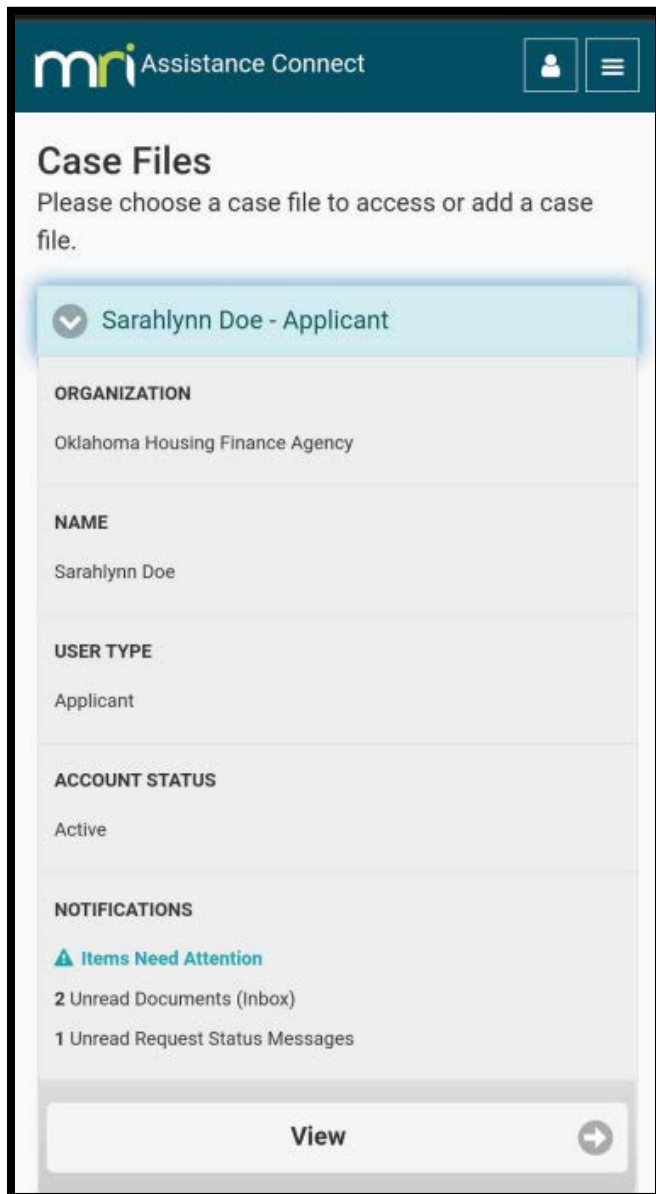 mri Assistance Connect
Case Files
Please choose a case file to access or add a case
file.
Sarahlynn Doe - Applicant
ORGANIZATION
Oklahoma Housing Finance Agency
NAME
Sarahlynn Doe
USER TYPE
Applicant
ACCOUNT STATUS
Active
NOTIFICATIONS
Items Need Attention
2 Unread Documents (Inbox)
1 Unread Request Status Messages
View